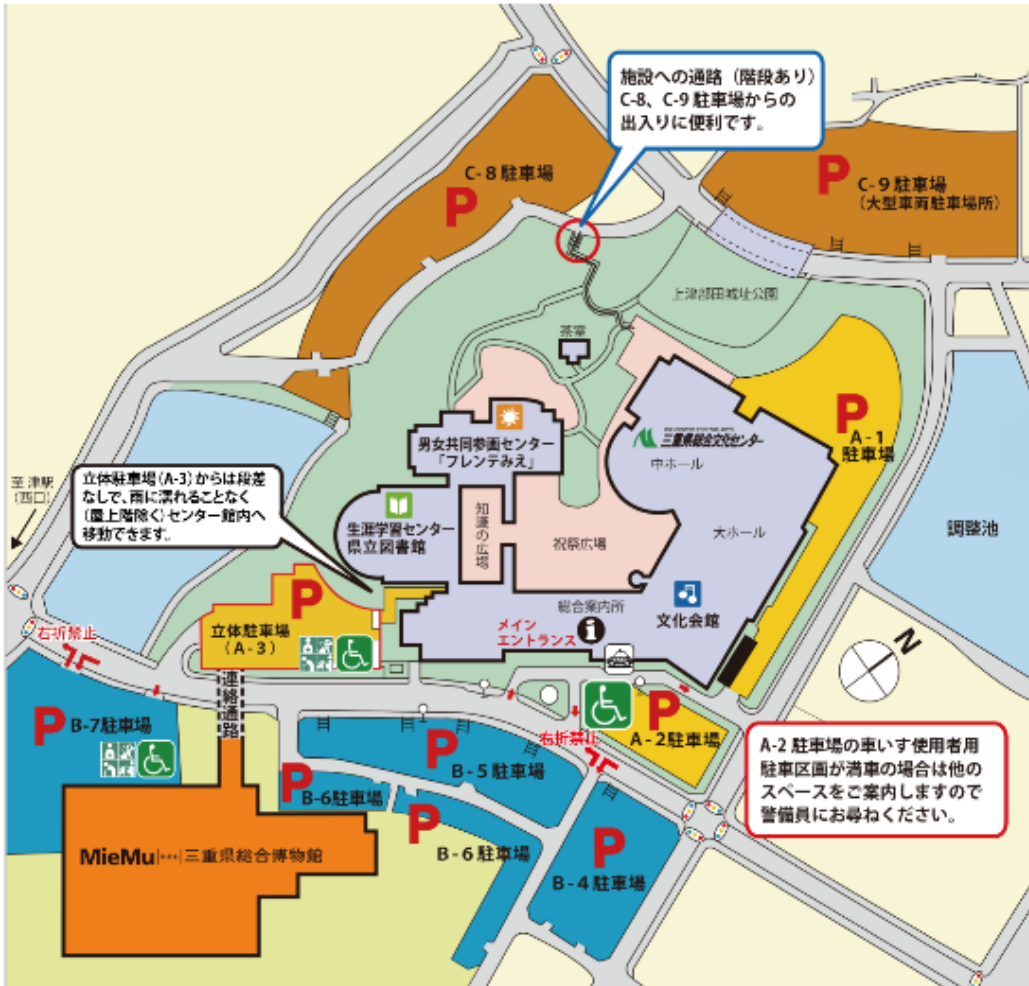 施設への通路（階段あり）
C-8、C-9 駐車場からの
出入りに便利です。
P
C-8 駐車場
P
C-9 駐車場
（大型車両駐車場所）
上津部田城址公園
茶室
P
A-1
駐車場
男女共同参画センター
「フレンテみえ」
三重県総合文化センター
中ホール
至 津駅
（西口）
立体駐車場(A-3)からは段差
なしで、雨に濡れることなく
(屋上階除く)センター館内へ
移動できます。
生涯学習センター
県立図書館
知識の広場
祝祭広場
大ホール
調整池
文化会館
総合案内所
メイン
エントランス
i
P
立体駐車場
（A-3）
右折禁止
N
連絡通路
P
B-7駐車場
P
A-2駐車場
右折禁止
P
B-5駐車場
P
B-6駐車場
P
B-6駐車場
P
B-4駐車場
A-2 駐車場の車いす使用者用
駐車区画が満車の場合は他の
スペースをご案内しますので
警備員にお尋ねください。
MieMu
三重県総合博物館